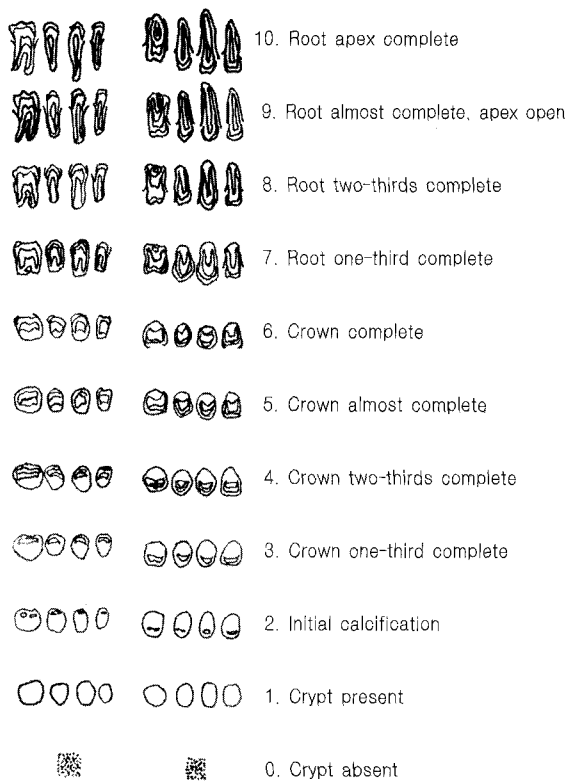 10. Root apex complete
9. Root almost complete, apex open
8. Root two-thirds complete
7. Root one-third complete
6. Crown complete
5. Crown almost complete
4. Crown two-thirds complete
3. Crown one-third complete
2. Initial calcification
1. Crypt present
0. Crypt absent